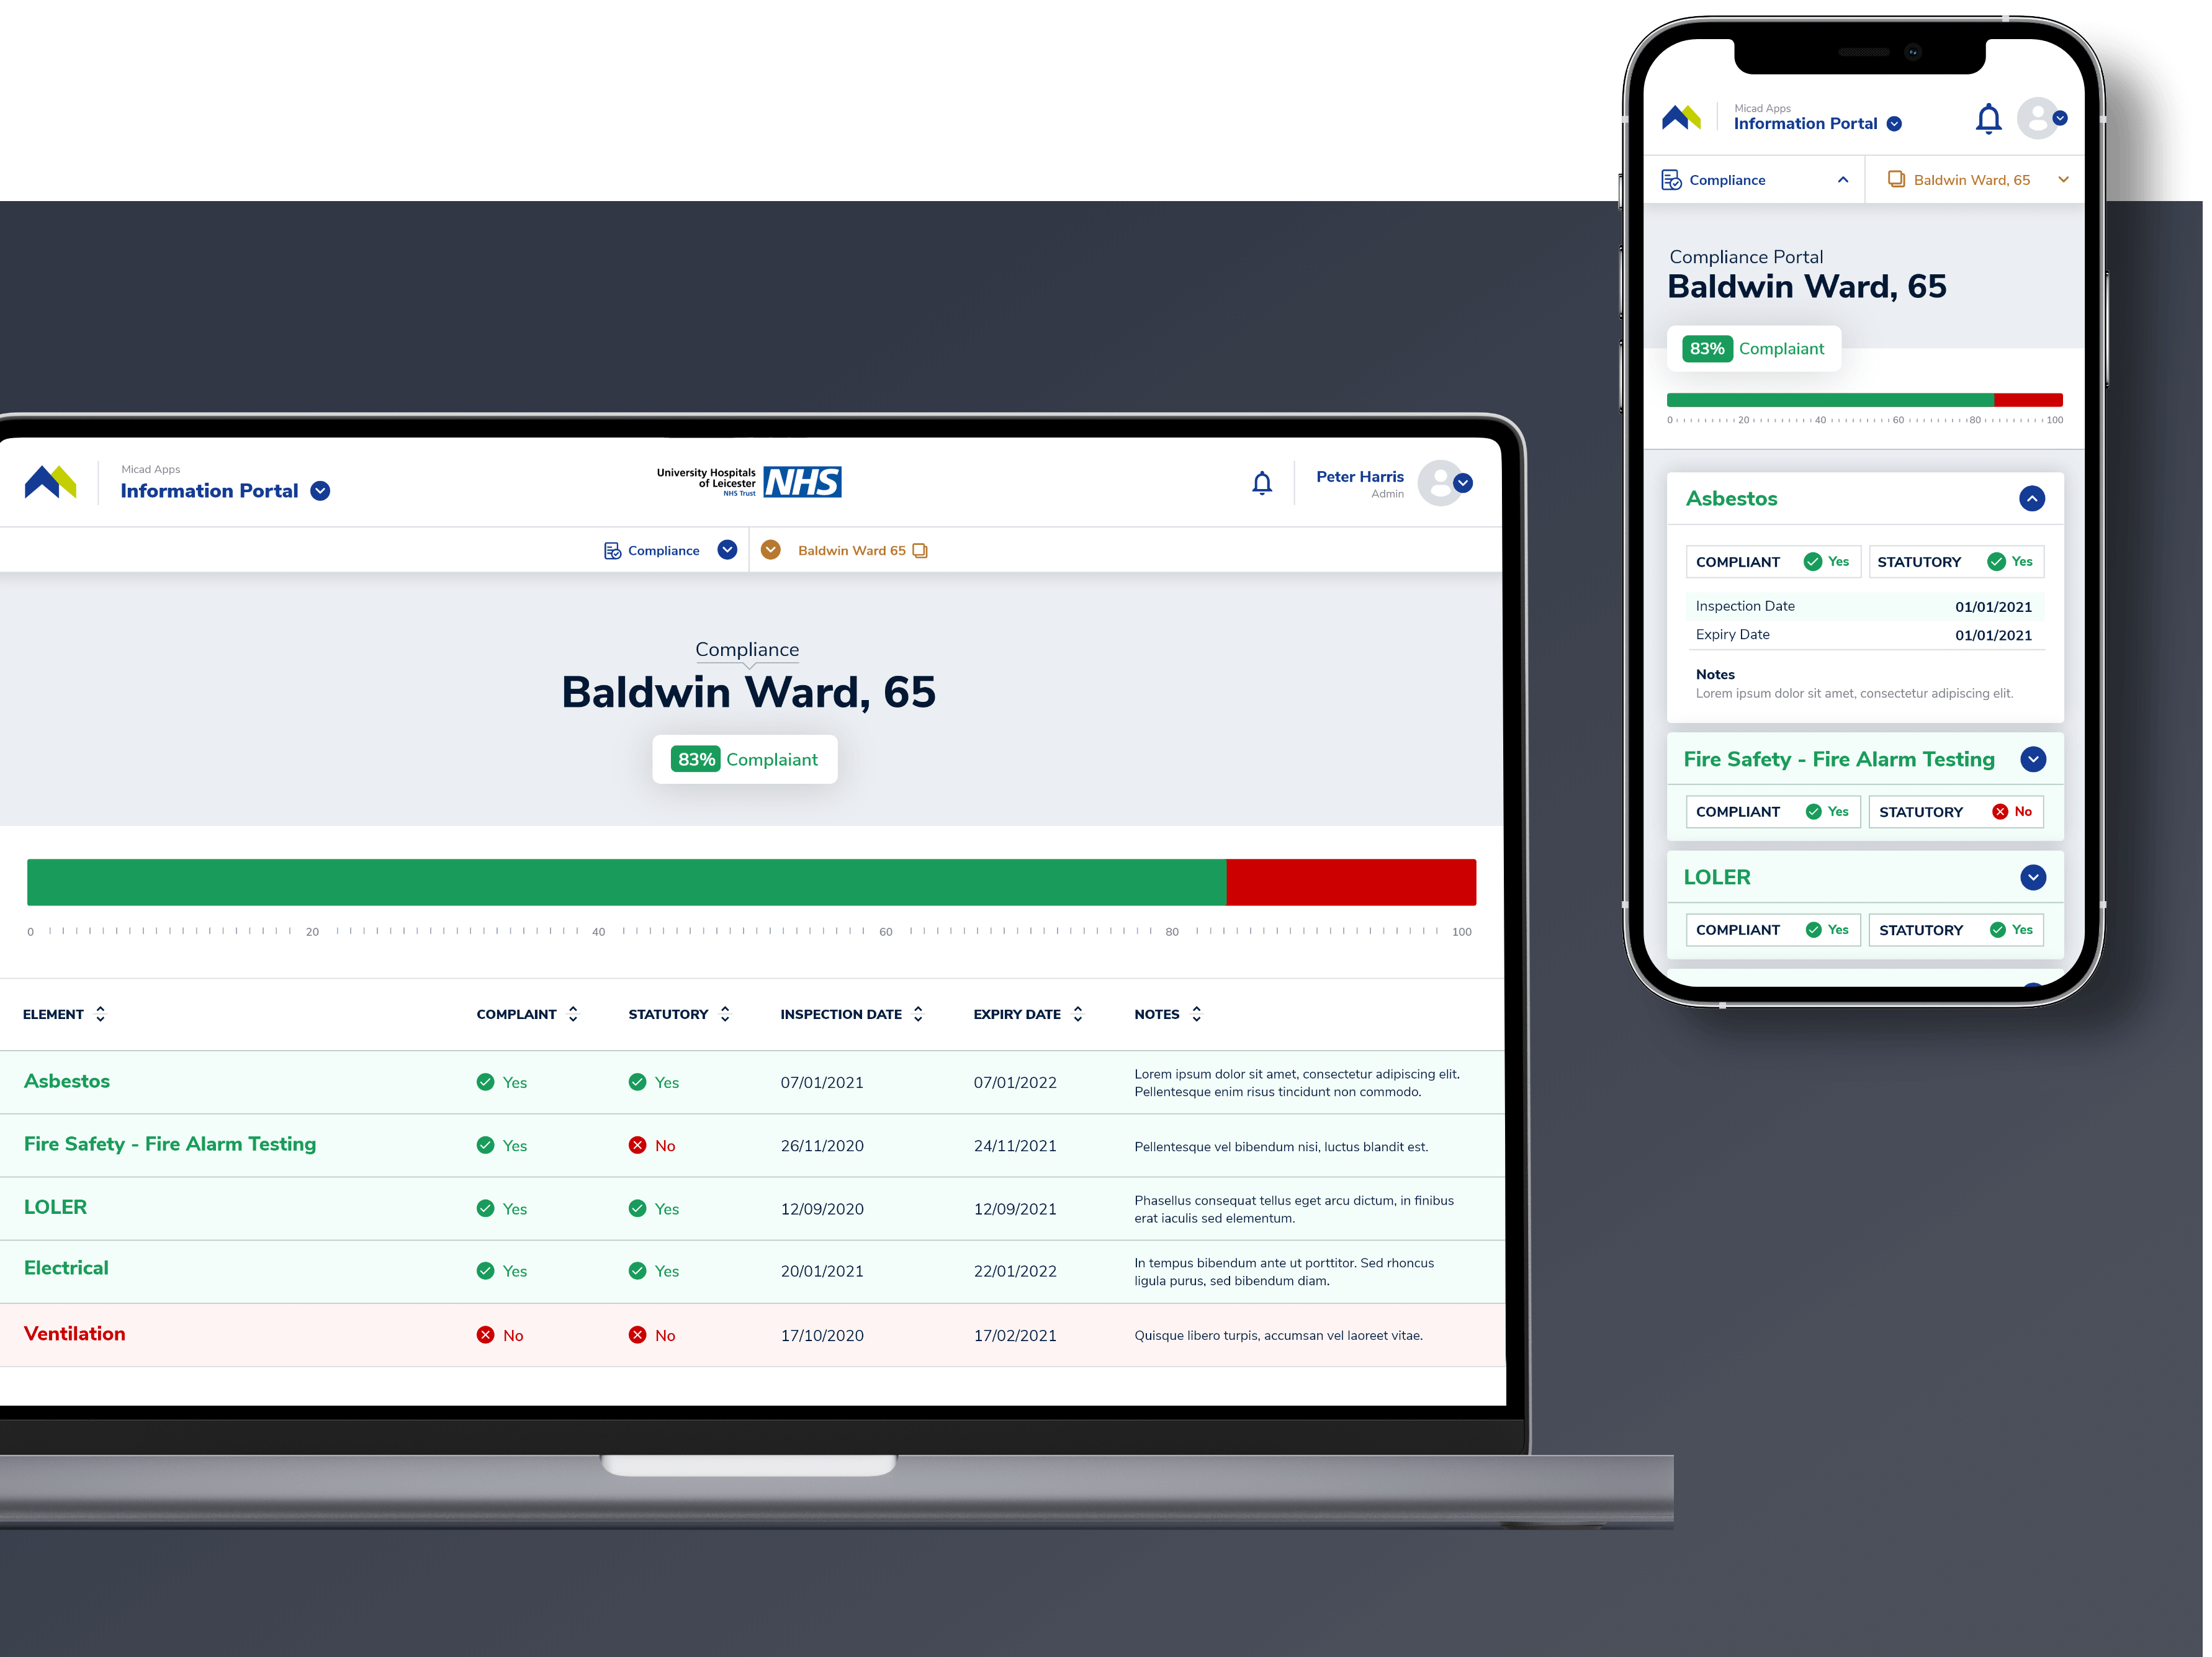 Micad Apps
Information Portal
University Hospitals
of Leicester
NHS Trust
NHS
Peter Harris
Admin
Compliance
Baldwin Ward 65
Compliance
Baldwin Ward, 65
83% Complaiant
0 20 40 60 80 100
ELEMENT COMPLAINT STATUTORY INSPECTION DATE EXPIRY DATE NOTES
Asbestos Yes Yes 07/01/2021 07/01/2022 Lorem ipsum dolor sit amet, consectetur adipiscing elit.
Pellentesque enim risus tincidunt non commodo.
Fire Safety - Fire Alarm Testing Yes No 26/11/2020 24/11/2021 Pellentesque vel bibendum nisi, luctus blandit est.
LOLER Yes Yes 12/09/2020 12/09/2021 Phasellus consequat tellus eget arcu dictum, in finibus
erat iaculis sed elementum.
Electrical Yes Yes 20/01/2021 22/01/2022 In tempus bibendum ante ut porttitor. Sed rhoncus
ligula purus, sed bibendum diam.
Ventilation No No 17/10/2020 17/02/2021 Quisque libero turpis, accumsan vel laoreet vitae.
Micad Apps
Information Portal
Compliance
Baldwin Ward, 65
Compliance Portal
Baldwin Ward, 65
83% Complaiant
0 20 40 60 80 100
Asbestos
COMPLIANT Yes STATUTORY Yes
Inspection Date 01/01/2021
Expiry Date 01/01/2021
Notes
Lorem ipsum dolor sit amet, consectetur adipiscing elit.
Fire Safety - Fire Alarm Testing
COMPLIANT Yes STATUTORY No
LOLER
COMPLIANT Yes STATUTORY Yes